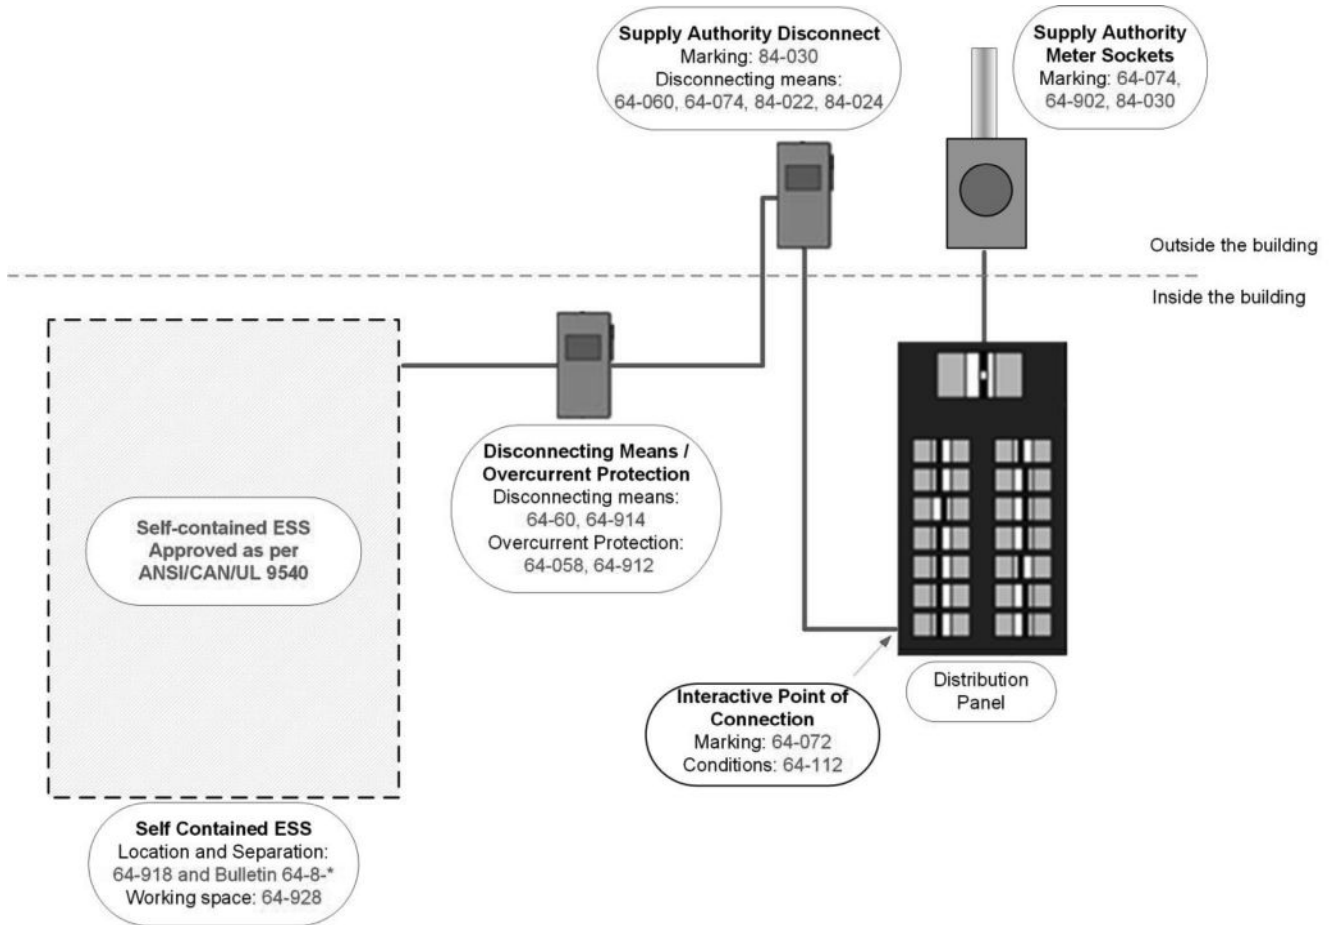 Supply Authority Disconnect
Marking: 84-030
Disconnecting means:
64-060, 64-074, 84-022, 84-024
Supply Authority
Meter Sockets
Marking: 64-074,
64-902, 84-030
Outside the building
Inside the building
Disconnecting Means /
Overcurrent Protection
Disconnecting means:
64-60, 64-914
Overcurrent Protection:
64-058, 64-912
Self-contained ESS
Approved as per
ANSI/CAN/UL 9540
Distribution
Panel
Interactive Point of
Connection
Marking: 64-072
Conditions: 64-112
Self Contained ESS
Location and Separation:
64-918 and Bulletin 64-8-*
Working space: 64-928